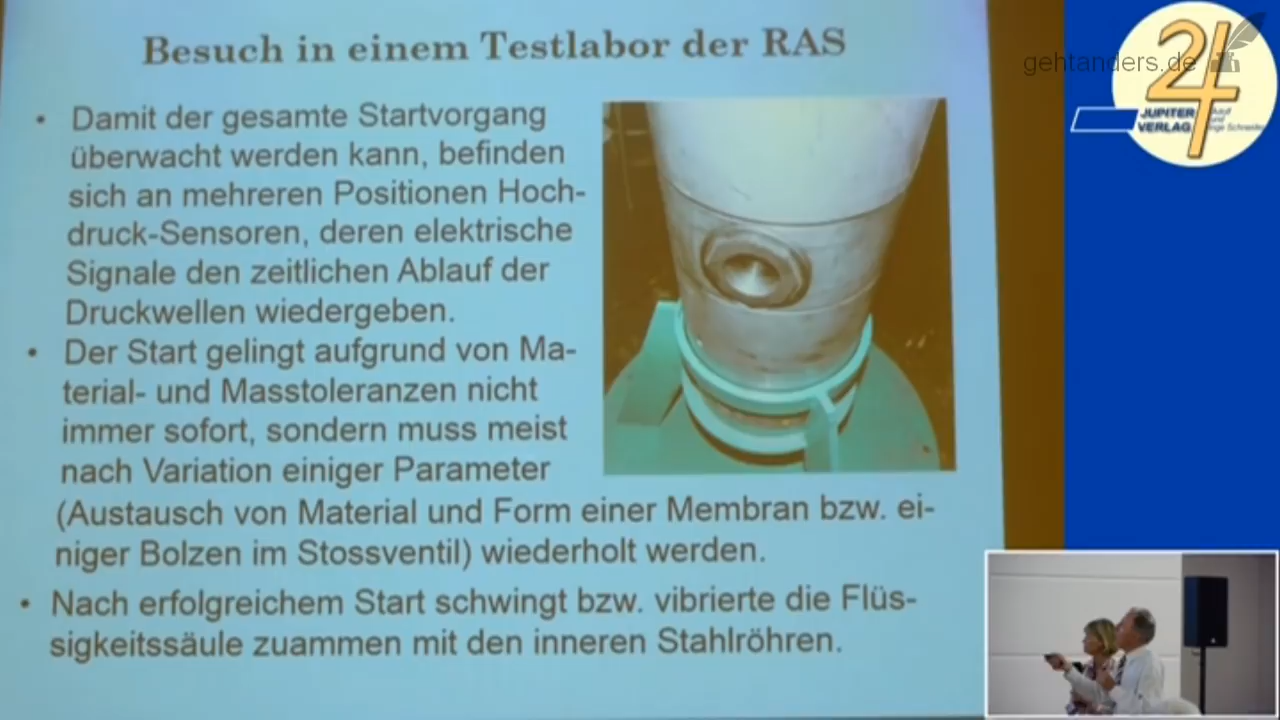 Besuch in einem Testlabor der RAS
• Damit der gesamte Startvorgang
überwacht werden kann, befinden
sich an mehreren Positionen Hoch-
druck-Sensoren, deren elektrische
Signale den zeitlichen Ablauf der
Druckwellen wiedergeben.
• Der Start gelingt aufgrund von Ma-
terial- und Masstoleranzen nicht
immer sofort, sondern muss meist
nach Variation einiger Parameter
(Austausch von Material und Form einer Membran bzw. ei-
niger Bolzen im Stossventil) wiederholt werden.
• Nach erfolgreichem Start schwingt bzw. vibrierte die Flüs-
sigkeitssäule zuammen mit den inneren Stahlröhren.
gehtanders.de
JUPITER
VERLAG
Adolf
und
Inge Schneider